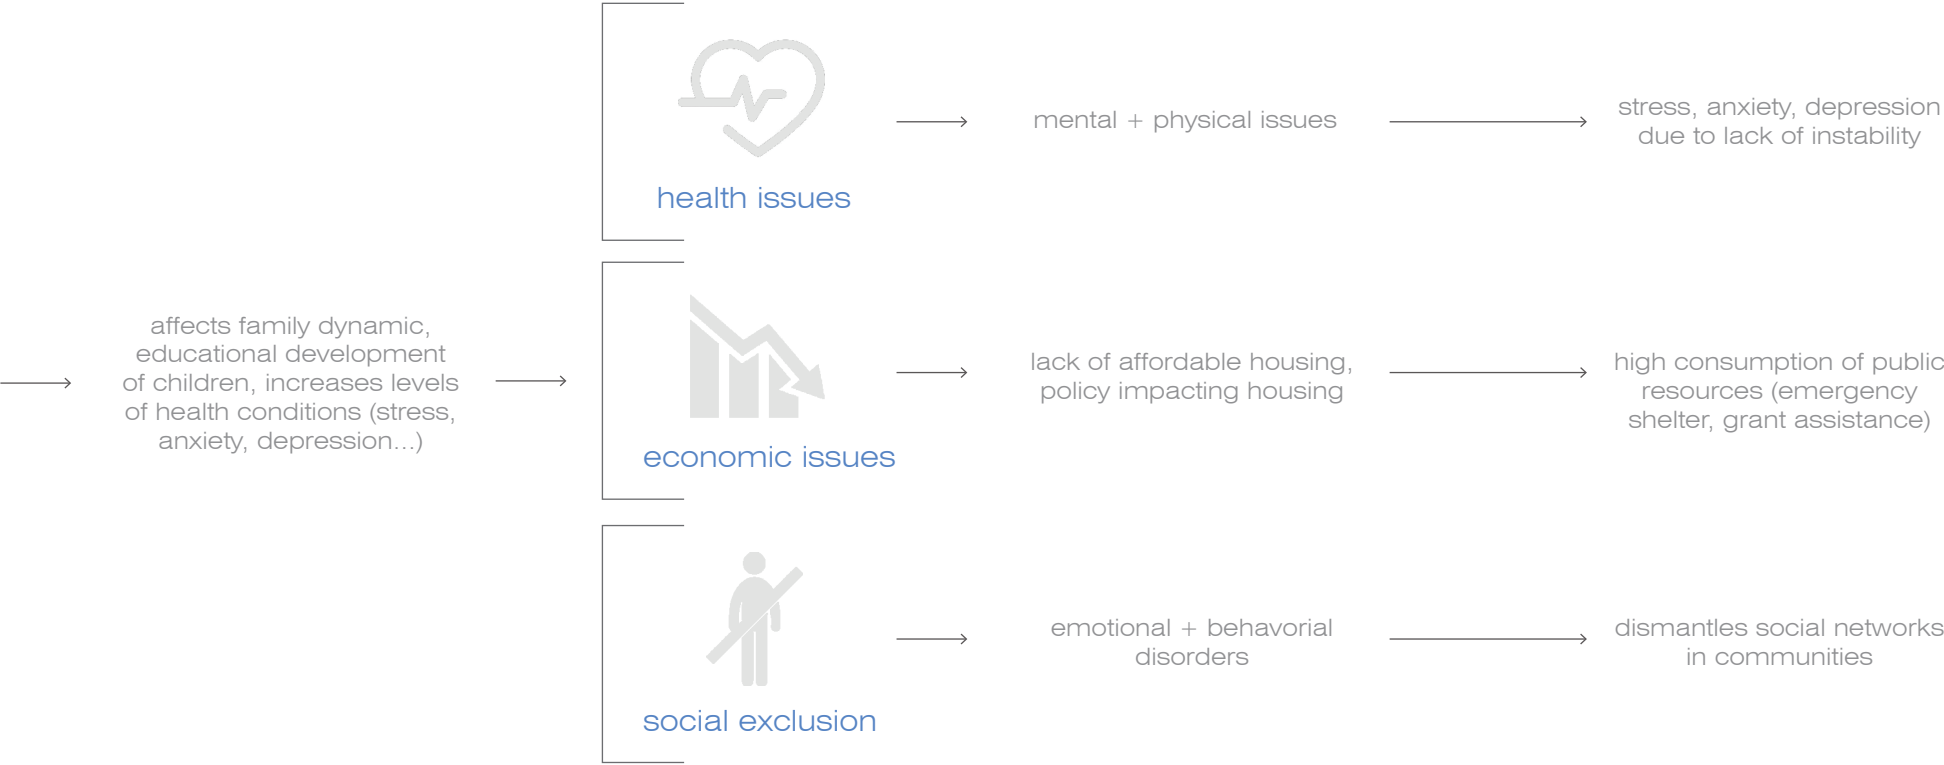 affects family dynamic,
educational development
of children, increases levels
of health conditions (stress,
anxiety, depression...)
health issues
mental + physical issues
stress, anxiety, depression
due to lack of instability
economic issues
lack of affordable housing,
policy impacting housing
high consumption of public
resources (emergency
shelter, grant assistance)
social exclusion
emotional + behavorial
disorders
dismantles social networks
in communities